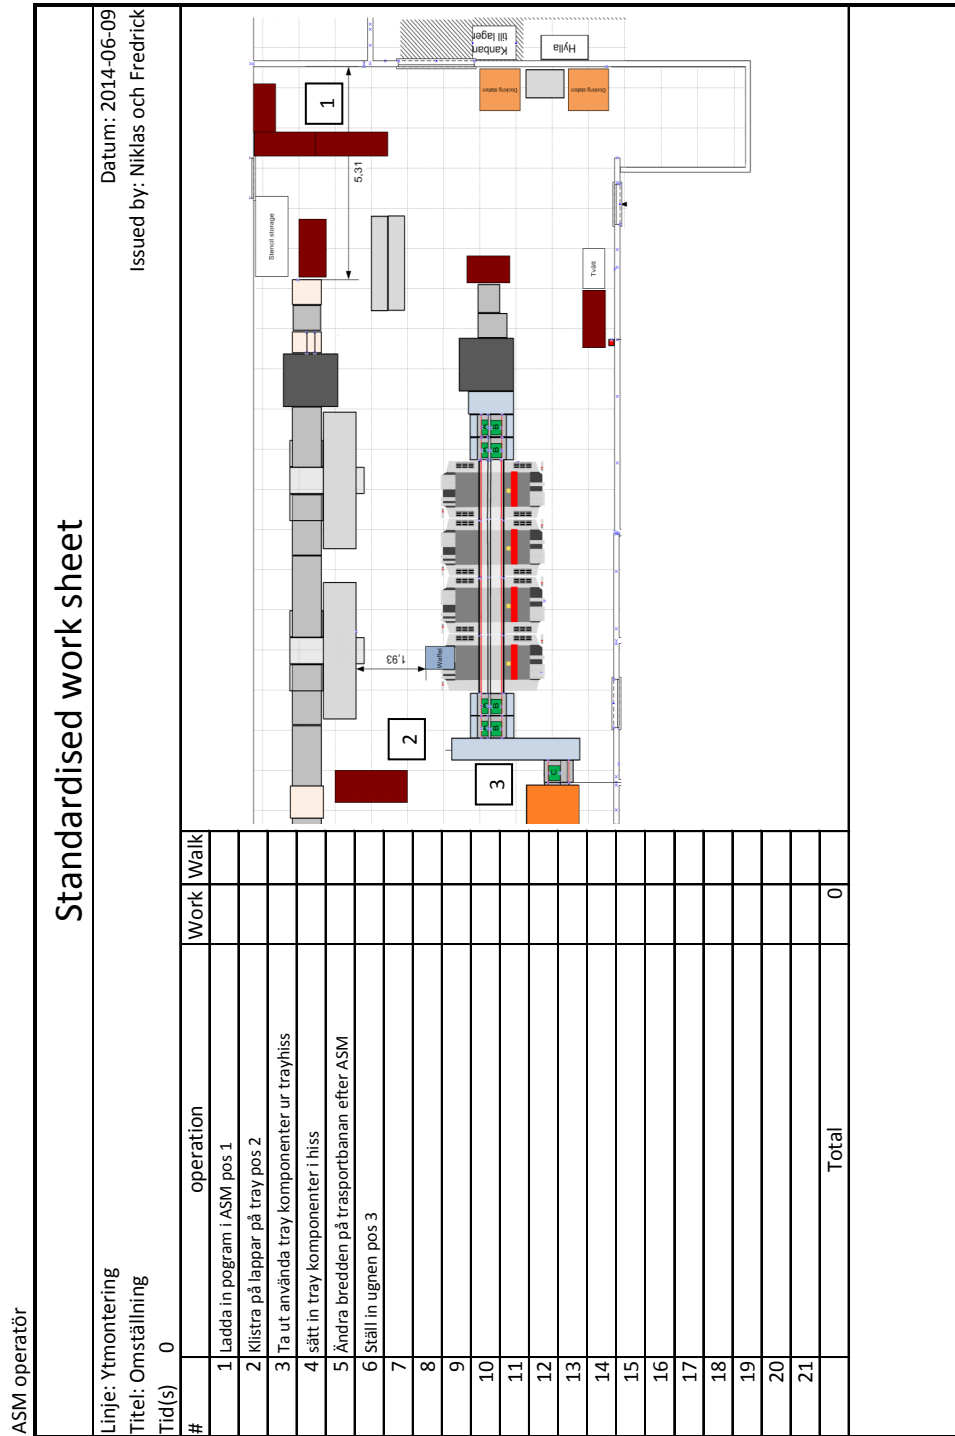 ASM operatör
Standardised work sheet
Linje: Ytmontering
Datum: 2014-06-09
Titel: Omställning
Issued by: Niklas och Fredrick
Tid(s) 0
# operation Work Walk
1 Ladda in pogram i ASM pos 1
2 Klistra på lappar på tray pos 2
3 Ta ut använda tray komponenter ur trayhiss
4 sätt in tray komponenter i hiss
5 Ändra bredden på trasportbanan efter ASM
6 Ställ in ugnen pos 3
7
8
9
10
11
12
13
14
15
16
17
18
19
20
21
Total 0
1
5,31
Stencil storage
Kanban
till lager
Hylla
Docking station
Docking station
Tvätt
A
B
A
B
1,93
Waffel
2
A
B
A
B
3
C